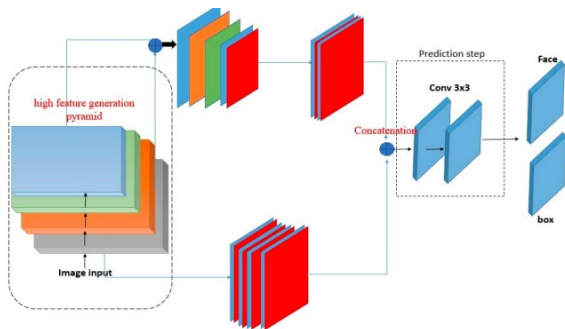 high feature generation
pyramid
Image input
Concatenation
Prediction step
Conv 3x3
Face
box